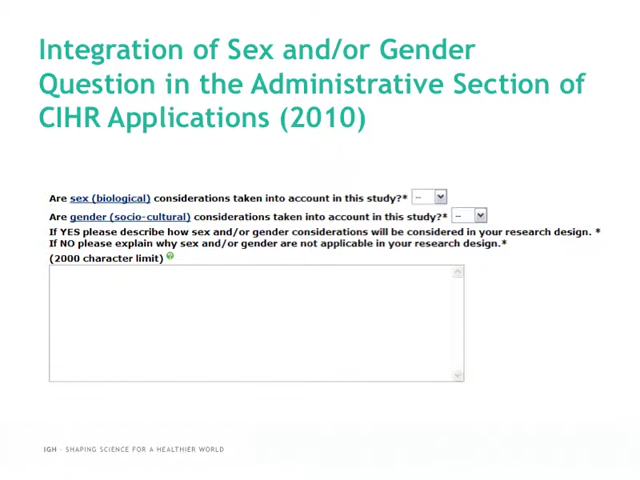 Integration of Sex and/or Gender
Question in the Administrative Section of
CIHR Applications (2010)
Are sex (biological) considerations taken into account in this study?* --
Are gender (socio-cultural) considerations taken into account in this study?* --
If YES please describe how sex and/or gender considerations will be considered in your research design. *
If NO please explain why sex and/or gender are not applicable in your research design.*
(2000 character limit) ?
IGH - SHAPING SCIENCE FOR A HEALTHIER WORLD